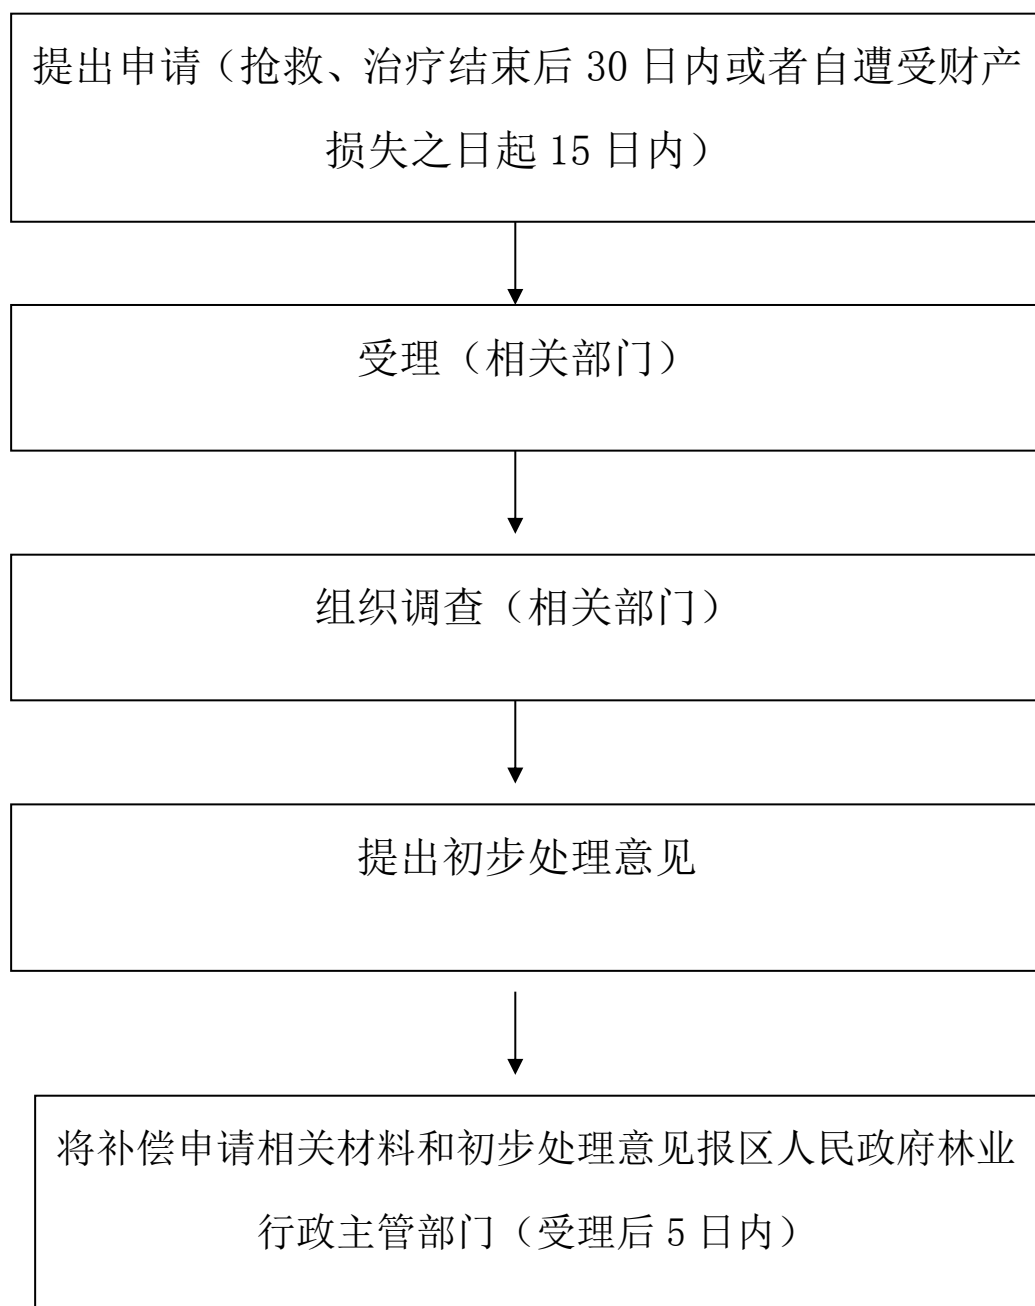 提出申请（抢救、治疗结束后 30 日内或者自遭受财产
损失之日起 15 日内）
受理（相关部门）
组织调查（相关部门）
提出初步处理意见
将补偿申请相关材料和初步处理意见报区人民政府林业
行政主管部门（受理后 5 日内）